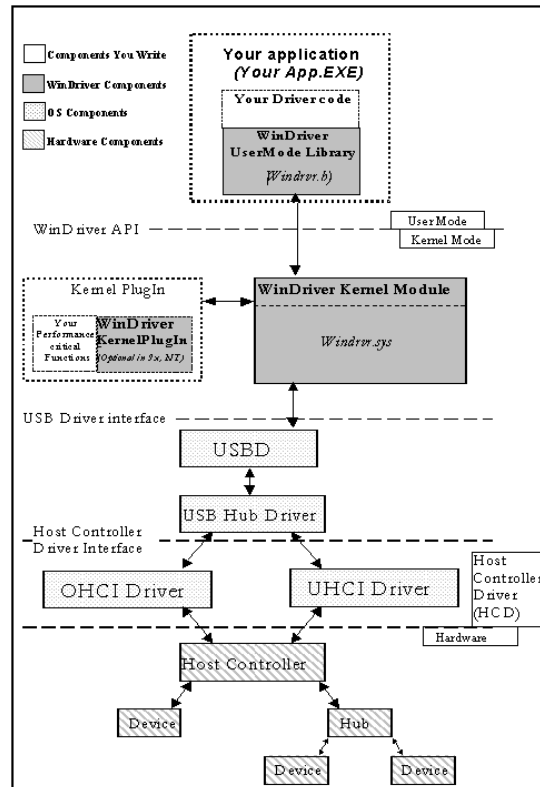 Components You Write
WinDriver Components
OS Components
Hardware Components
Your application
(Your App.EXE)
Your Driver code
WinDriver
UserMode Library
(Windrvr.h)
WinDriver API
User Mode
Kernel Mode
Kernel PlugIn
Your
Performance
critical
Functions
WinDriver
KernelPlugIn
(Optional in 9x, NT)
WinDriver Kernel Module
Windrvr.sys
USB Driver interface
USBD
USB Hub Driver
Host Controller
Driver Interface
OHCI Driver
UHCI Driver
Host
Controller
Driver
(HCD)
Hardware
Host Controller
Device
Hub
Device
Device